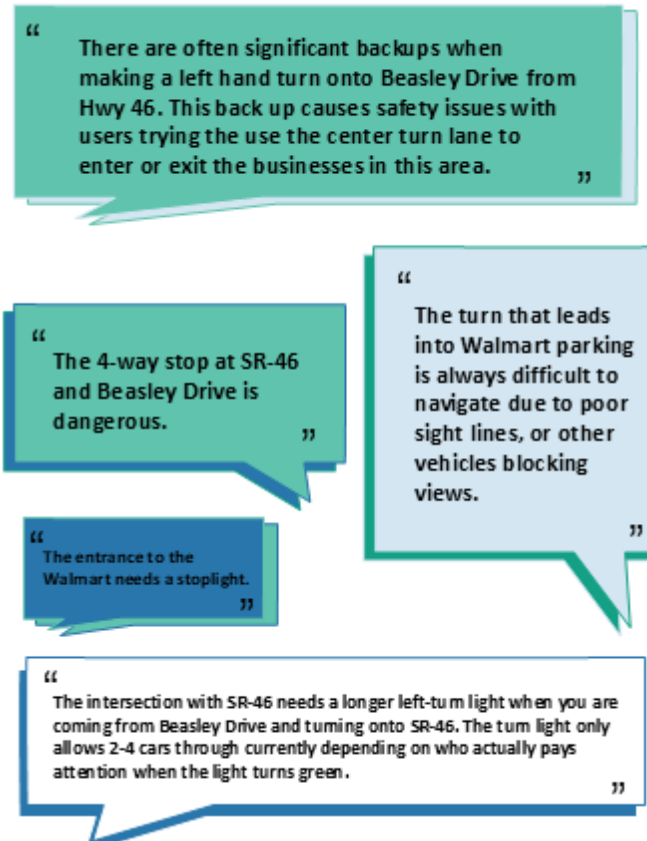 “
There are often significant backups when
making a left hand turn onto Beasley Drive from
Hwy 46. This back up causes safety issues with
users trying the use the center turn lane to
enter or exit the businesses in this area.
”
“
The 4-way stop at SR-46
and Beasley Drive is
dangerous.
”
“
The turn that leads
into Walmart parking
is always difficult to
navigate due to poor
sight lines, or other
vehicles blocking
views.
”
“
The entrance to the
Walmart needs a stoplight.
”
“
The intersection with SR-46 needs a longer left-turn light when you are
coming from Beasley Drive and turning onto SR-46. The turn light only
allows 2-4 cars through currently depending on who actually pays
attention when the light turns green.
”